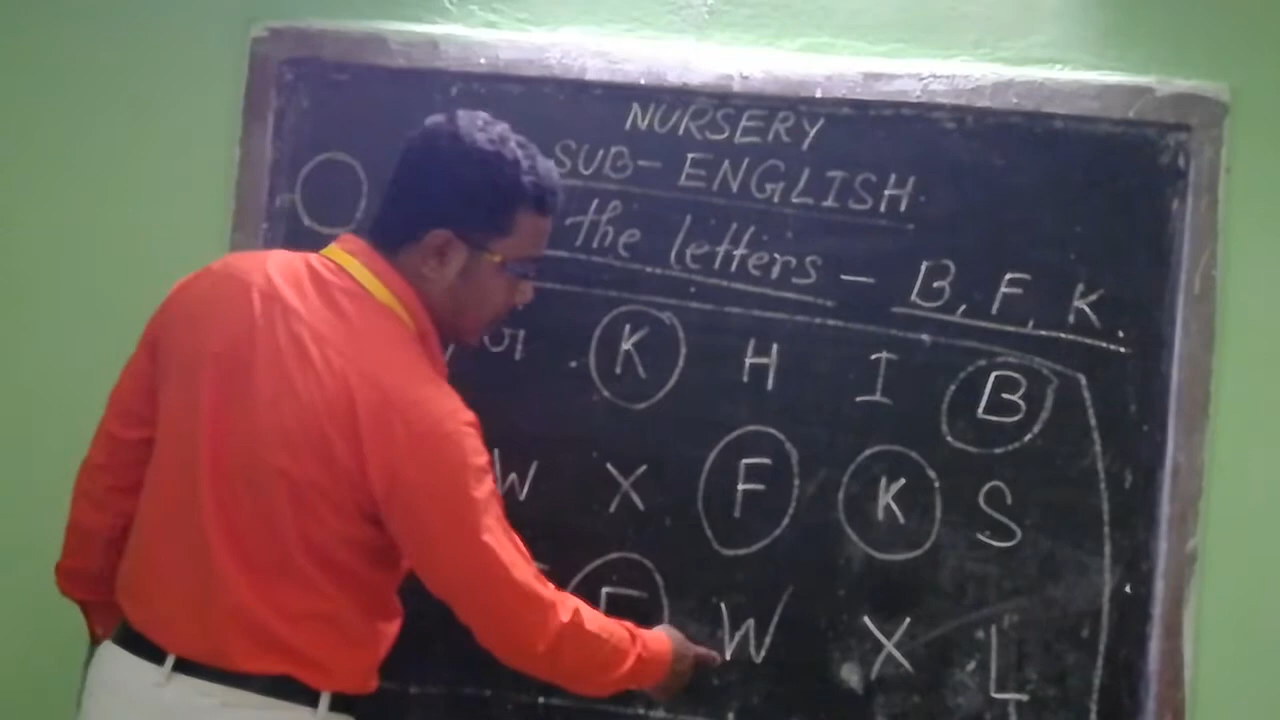 NURSERY
SUB- ENGLISH.
the letters - B, F, K.
K H I B
W X F K S
F W X L